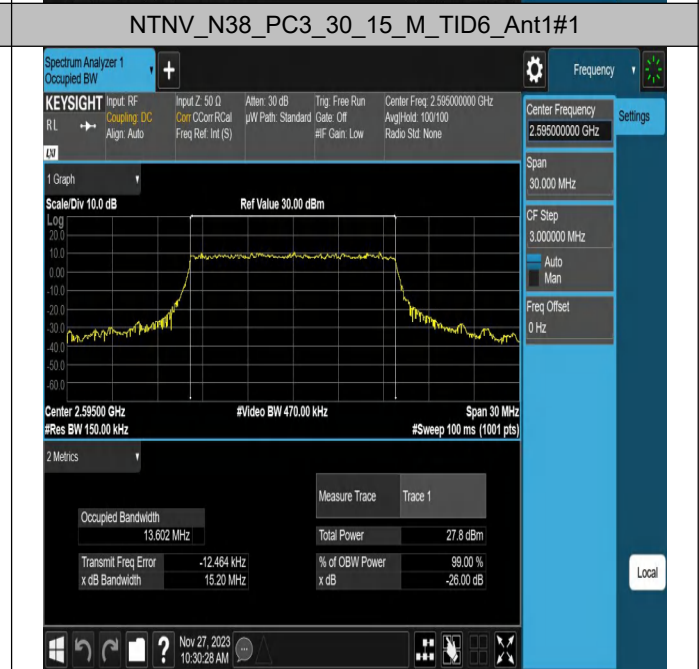 NTNV_N38_PC3_30_15_M_TID6_Ant1#1
Spectrum Analyzer 1
Occupied BW
+
Frequency
KEYSIGHT
RL
Input: RF
Coupling: DC
Align: Auto
Input Z: 50 Ω
Corr CCorr RCal
Freq Ref: Int (S)
Atten: 30 dB
µW Path: Standard
Trig: Free Run
Gate: Off
#IF Gain: Low
Center Freq: 2.595000000 GHz
Avg|Hold: 100/100
Radio Std: None
LXI
Center Frequency
2.595000000 GHz
Settings
Span
30.000 MHz
CF Step
3.000000 MHz
Auto
Man
Freq Offset
0 Hz
1 Graph
Scale/Div 10.0 dB
Ref Value 30.00 dBm
Log
20.0
10.0
0.00
-10.0
-20.0
-30.0
-40.0
-50.0
-60.0
Center 2.59500 GHz
#Video BW 470.00 kHz
Span 30 MHz
#Res BW 150.00 kHz
#Sweep 100 ms (1001 pts)
2 Metrics
Measure Trace Trace 1
Occupied Bandwidth
13.602 MHz
Total Power 27.8 dBm
Transmit Freq Error -12.464 kHz
% of OBW Power 99.00 %
x dB Bandwidth 15.20 MHz
x dB -26.00 dB
Local
?
Nov 27, 2023
10:30:28 AM